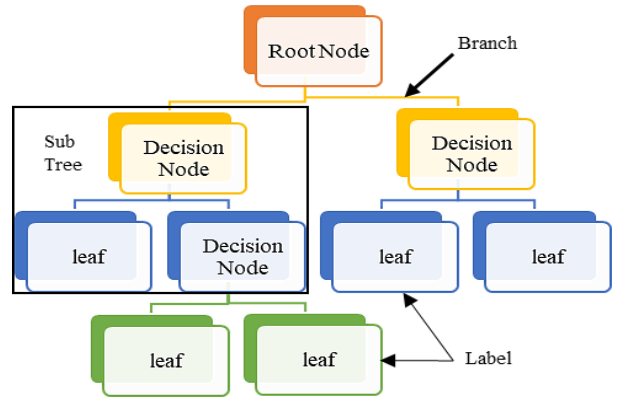 Root Node
Branch
Sub
Tree
Decision
Node
Decision
Node
leaf
Decision
Node
leaf
leaf
leaf
leaf
Label